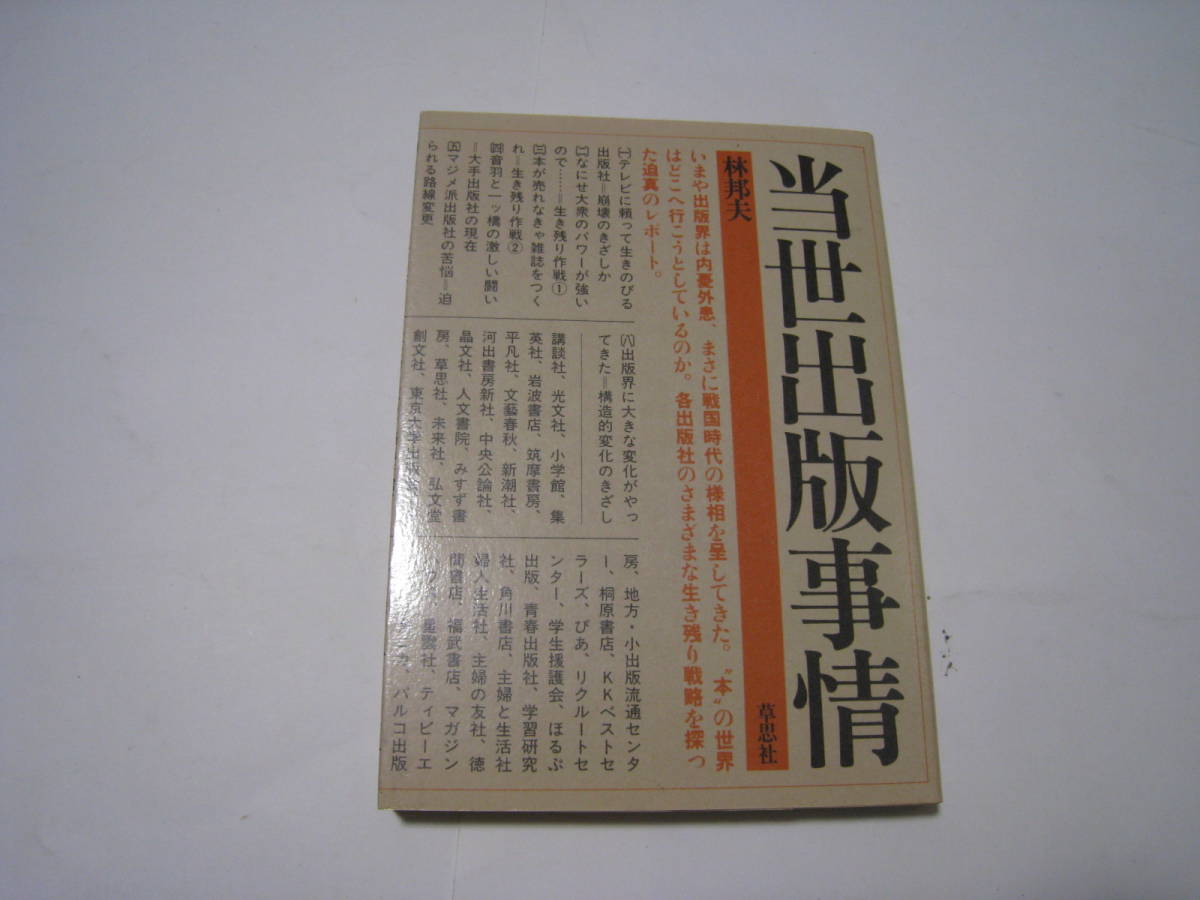 当世出版事情
林邦夫
草思社
いまや出版界は内憂外患、まさに戦国時代の様相を呈してきた。〝本〟の世界
はどこへ行こうとしているのか。各出版社のさまざまな生き残り戦略を探っ
た迫真のレポート。
㈠テレビに頼って生きのびる
出版社＝崩壊のきざしか
㈡なにせ大衆のパワーが強い
ので……＝生き残り作戦①
㈢本が売れなきゃ雑誌をつく
れ＝生き残り作戦②
㈣音羽と一ッ橋の激しい闘い
＝大手出版社の現在
㈤マジメ派出版社の苦悩＝迫
られる路線変更
㈧出版界に大きな変化がやっ
てきた＝構造的変化のきざし
講談社、光文社、小学館、集
英社、岩波書店、筑摩書房、
平凡社、文藝春秋、新潮社、
河出書房新社、中央公論社、
晶文社、人文書院、みすず書
房、草思社、未来社、弘文堂
創文社、東京大学出版
房、地方・小出版流通センタ
ー、桐原書店、ＫＫベストセ
ラーズ、ぴあ、リクルートセ
ンター、学生援護会、ほるぷ
出版、青春出版社、学習研究
社、角川書店、主婦と生活社
婦人生活社、主婦の友社、徳
間書店、福武書店、マガジン
社、ティビーエ
パルコ出版